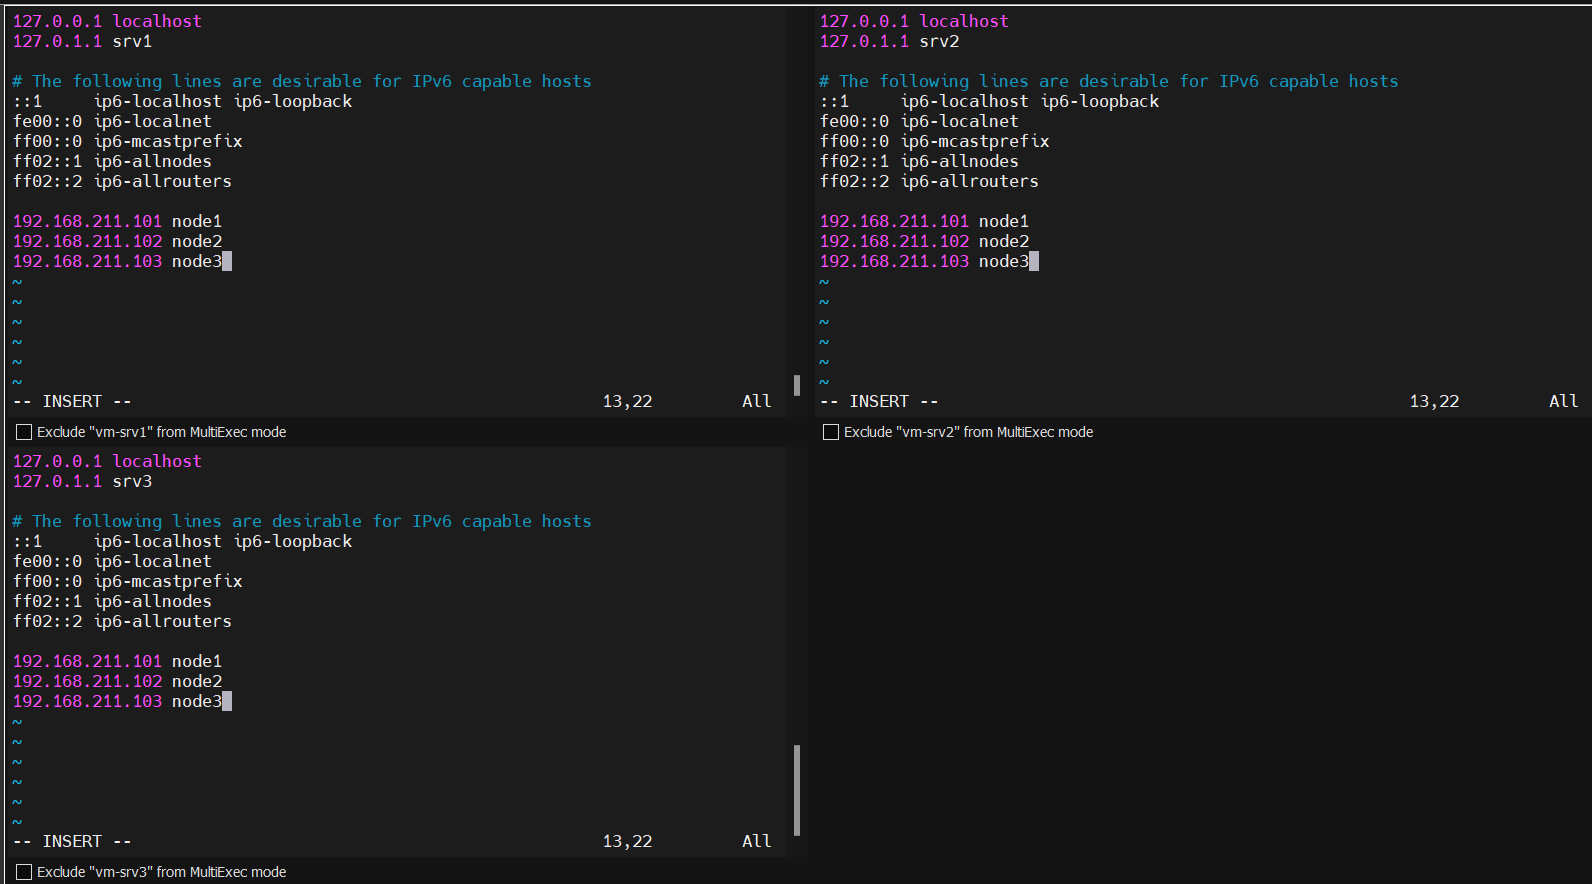 127.0.0.1 localhost
127.0.1.1 srv1
# The following lines are desirable for IPv6 capable hosts
::1     ip6-localhost ip6-loopback
fe00::0 ip6-localnet
ff00::0 ip6-mcastprefix
ff02::1 ip6-allnodes
ff02::2 ip6-allrouters
192.168.211.101 node1
192.168.211.102 node2
192.168.211.103 node3
~
~
~
~
~
~
-- INSERT -- 13,22 All
Exclude "vm-srv1" from MultiExec mode
127.0.0.1 localhost
127.0.1.1 srv2
# The following lines are desirable for IPv6 capable hosts
::1     ip6-localhost ip6-loopback
fe00::0 ip6-localnet
ff00::0 ip6-mcastprefix
ff02::1 ip6-allnodes
ff02::2 ip6-allrouters
192.168.211.101 node1
192.168.211.102 node2
192.168.211.103 node3
~
~
~
~
~
~
-- INSERT -- 13,22 All
Exclude "vm-srv2" from MultiExec mode
127.0.0.1 localhost
127.0.1.1 srv3
# The following lines are desirable for IPv6 capable hosts
::1     ip6-localhost ip6-loopback
fe00::0 ip6-localnet
ff00::0 ip6-mcastprefix
ff02::1 ip6-allnodes
ff02::2 ip6-allrouters
192.168.211.101 node1
192.168.211.102 node2
192.168.211.103 node3
~
~
~
~
~
~
-- INSERT -- 13,22 All
Exclude "vm-srv3" from MultiExec mode